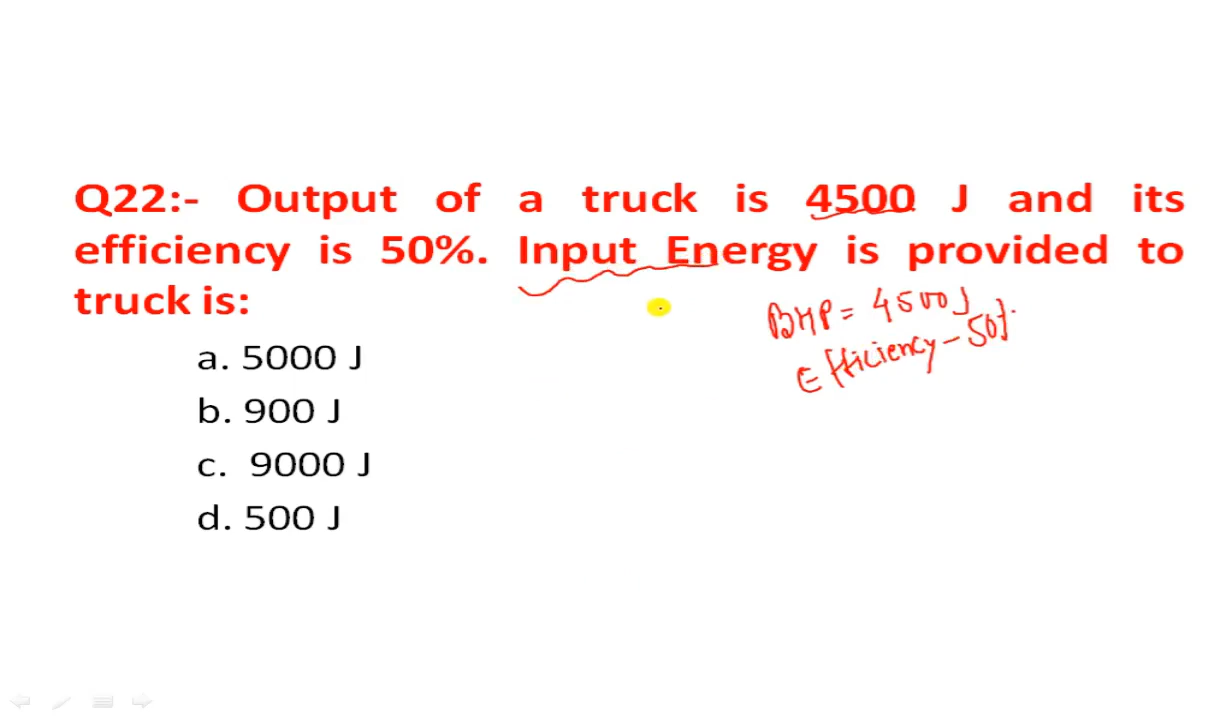 Q22:- Output of a truck is 4500 J and its
efficiency is 50%. Input Energy is provided to
truck is:
BHP = 4500J
Efficiency - 50%.
a. 5000 J
b. 900 J
c. 9000 J
d. 500 J